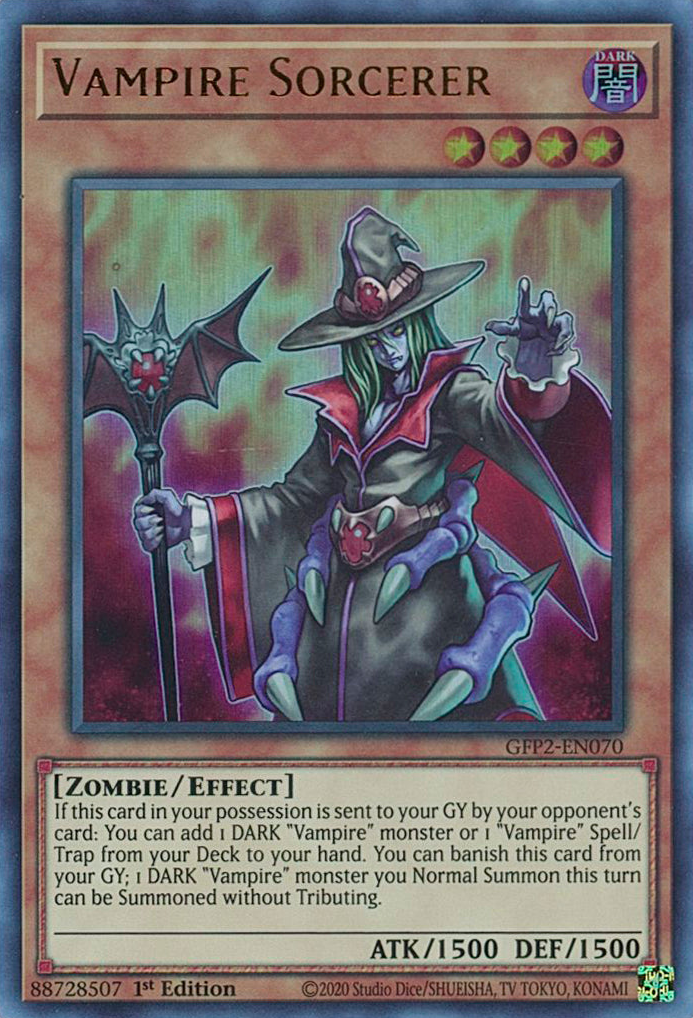 VAMPIRE SORCERER
DARK
闇
GFP2-EN070
[ZOMBIE/EFFECT]
If this card in your possession is sent to your GY by your opponent's
card: You can add 1 DARK "Vampire" monster or 1 "Vampire" Spell/
Trap from your Deck to your hand. You can banish this card from
your GY; 1 DARK "Vampire" monster you Normal Summon this turn
can be Summoned without Tributing.
ATK/1500 DEF/1500
88728507 1st Edition ©2020 Studio Dice/SHUEISHA, TV TOKYO, KONAMI